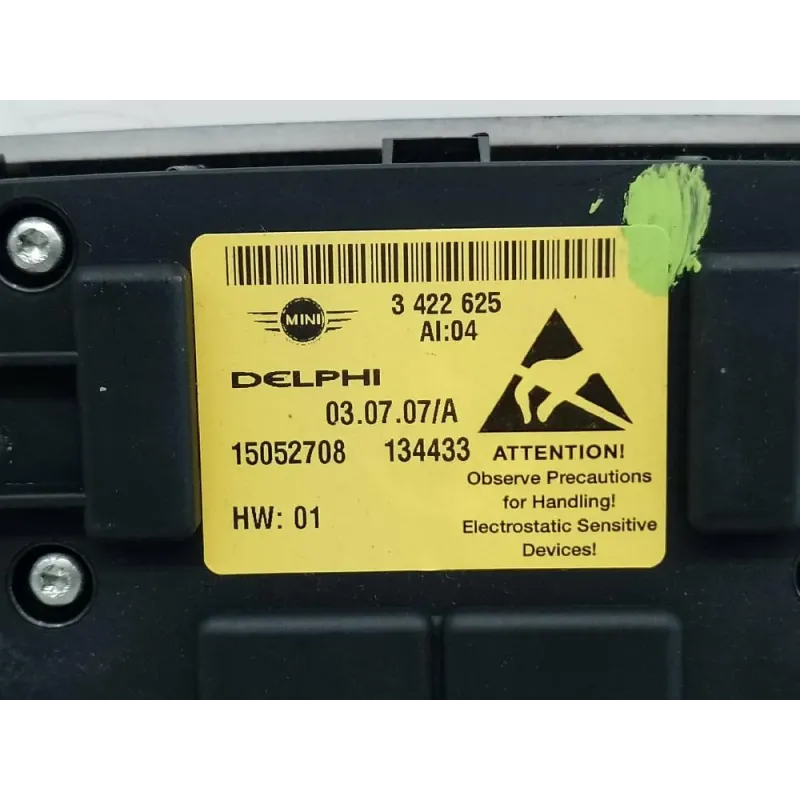 MINI
3 422 625
AI:04
DELPHI
03.07.07/A
15052708 134433
HW: 01
ATTENTION!
Observe Precautions
for Handling!
Electrostatic Sensitive
Devices!